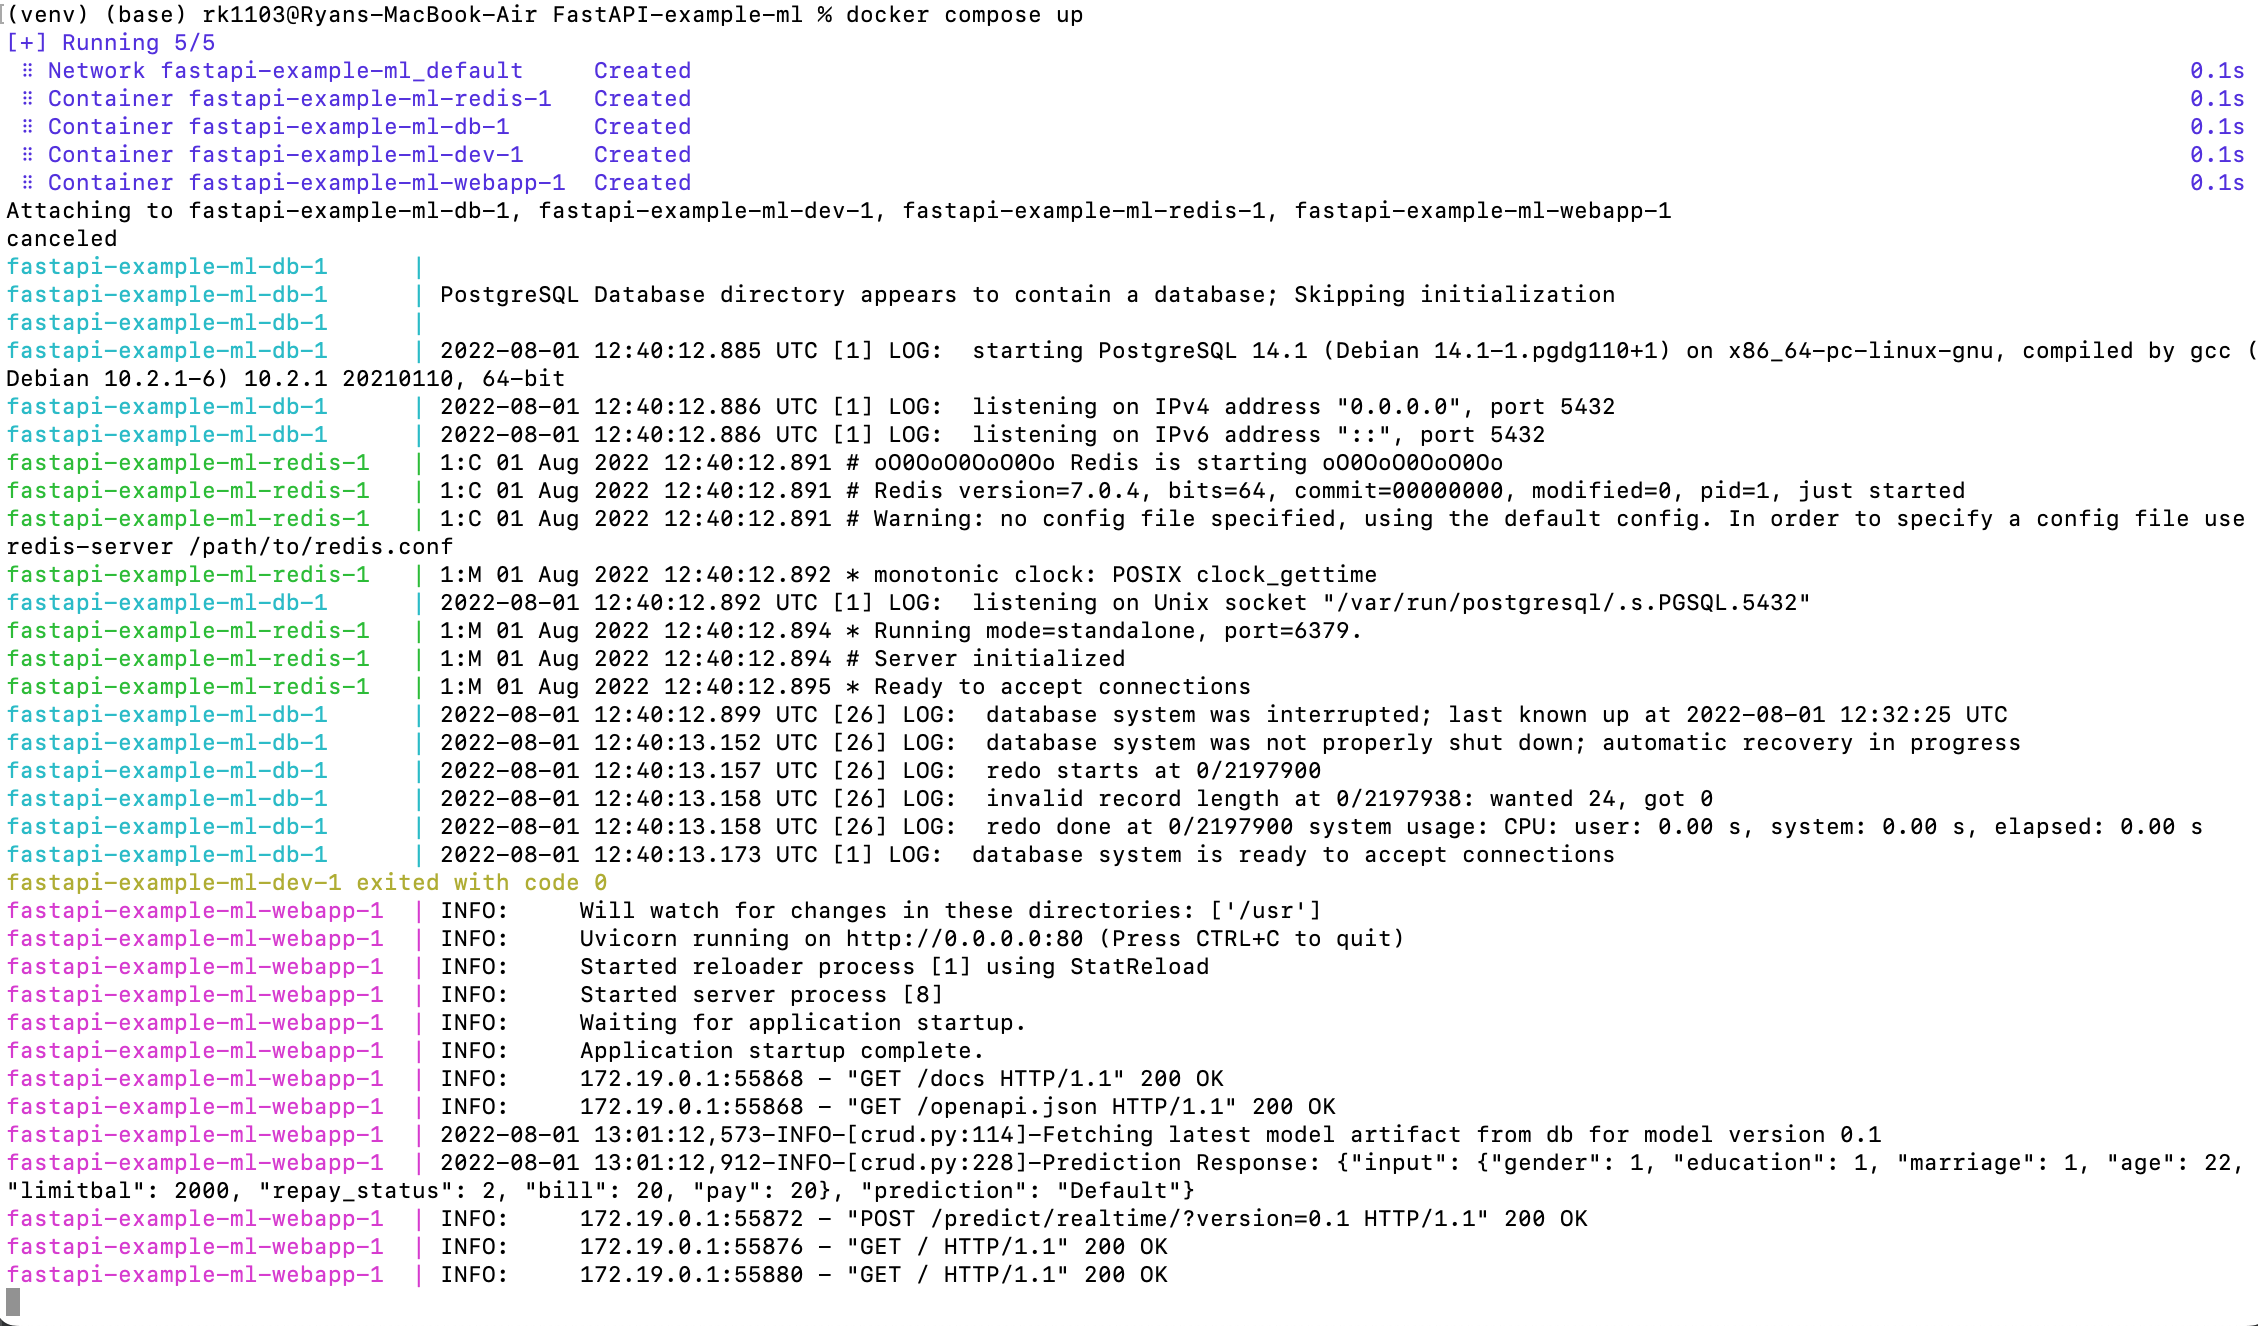 (venv) (base) rk1103@Ryans-MacBook-Air FastAPI-example-ml % docker compose up
[+] Running 5/5
 ⠿ Network fastapi-example-ml_default     Created 0.1s
 ⠿ Container fastapi-example-ml-redis-1   Created 0.1s
 ⠿ Container fastapi-example-ml-db-1      Created 0.1s
 ⠿ Container fastapi-example-ml-dev-1     Created 0.1s
 ⠿ Container fastapi-example-ml-webapp-1  Created 0.1s
Attaching to fastapi-example-ml-db-1, fastapi-example-ml-dev-1, fastapi-example-ml-redis-1, fastapi-example-ml-webapp-1
canceled
fastapi-example-ml-db-1      |
fastapi-example-ml-db-1      | PostgreSQL Database directory appears to contain a database; Skipping initialization
fastapi-example-ml-db-1      |
fastapi-example-ml-db-1      | 2022-08-01 12:40:12.885 UTC [1] LOG:  starting PostgreSQL 14.1 (Debian 14.1-1.pgdg110+1) on x86_64-pc-linux-gnu, compiled by gcc (
Debian 10.2.1-6) 10.2.1 20210110, 64-bit
fastapi-example-ml-db-1      | 2022-08-01 12:40:12.886 UTC [1] LOG:  listening on IPv4 address "0.0.0.0", port 5432
fastapi-example-ml-db-1      | 2022-08-01 12:40:12.886 UTC [1] LOG:  listening on IPv6 address "::", port 5432
fastapi-example-ml-redis-1   | 1:C 01 Aug 2022 12:40:12.891 # oO0OoO0OoO0Oo Redis is starting oO0OoO0OoO0Oo
fastapi-example-ml-redis-1   | 1:C 01 Aug 2022 12:40:12.891 # Redis version=7.0.4, bits=64, commit=00000000, modified=0, pid=1, just started
fastapi-example-ml-redis-1   | 1:C 01 Aug 2022 12:40:12.891 # Warning: no config file specified, using the default config. In order to specify a config file use
redis-server /path/to/redis.conf
fastapi-example-ml-redis-1   | 1:M 01 Aug 2022 12:40:12.892 * monotonic clock: POSIX clock_gettime
fastapi-example-ml-db-1      | 2022-08-01 12:40:12.892 UTC [1] LOG:  listening on Unix socket "/var/run/postgresql/.s.PGSQL.5432"
fastapi-example-ml-redis-1   | 1:M 01 Aug 2022 12:40:12.894 * Running mode=standalone, port=6379.
fastapi-example-ml-redis-1   | 1:M 01 Aug 2022 12:40:12.894 # Server initialized
fastapi-example-ml-redis-1   | 1:M 01 Aug 2022 12:40:12.895 * Ready to accept connections
fastapi-example-ml-db-1      | 2022-08-01 12:40:12.899 UTC [26] LOG:  database system was interrupted; last known up at 2022-08-01 12:32:25 UTC
fastapi-example-ml-db-1      | 2022-08-01 12:40:13.152 UTC [26] LOG:  database system was not properly shut down; automatic recovery in progress
fastapi-example-ml-db-1      | 2022-08-01 12:40:13.157 UTC [26] LOG:  redo starts at 0/2197900
fastapi-example-ml-db-1      | 2022-08-01 12:40:13.158 UTC [26] LOG:  invalid record length at 0/2197938: wanted 24, got 0
fastapi-example-ml-db-1      | 2022-08-01 12:40:13.158 UTC [26] LOG:  redo done at 0/2197900 system usage: CPU: user: 0.00 s, system: 0.00 s, elapsed: 0.00 s
fastapi-example-ml-db-1      | 2022-08-01 12:40:13.173 UTC [1] LOG:  database system is ready to accept connections
fastapi-example-ml-dev-1 exited with code 0
fastapi-example-ml-webapp-1  | INFO:     Will watch for changes in these directories: ['/usr']
fastapi-example-ml-webapp-1  | INFO:     Uvicorn running on http://0.0.0.0:80 (Press CTRL+C to quit)
fastapi-example-ml-webapp-1  | INFO:     Started reloader process [1] using StatReload
fastapi-example-ml-webapp-1  | INFO:     Started server process [8]
fastapi-example-ml-webapp-1  | INFO:     Waiting for application startup.
fastapi-example-ml-webapp-1  | INFO:     Application startup complete.
fastapi-example-ml-webapp-1  | INFO:     172.19.0.1:55868 - "GET /docs HTTP/1.1" 200 OK
fastapi-example-ml-webapp-1  | INFO:     172.19.0.1:55868 - "GET /openapi.json HTTP/1.1" 200 OK
fastapi-example-ml-webapp-1  | 2022-08-01 13:01:12,573-INFO-[crud.py:114]-Fetching latest model artifact from db for model version 0.1
fastapi-example-ml-webapp-1  | 2022-08-01 13:01:12,912-INFO-[crud.py:228]-Prediction Response: {"input": {"gender": 1, "education": 1, "marriage": 1, "age": 22,
"limitbal": 2000, "repay_status": 2, "bill": 20, "pay": 20}, "prediction": "Default"}
fastapi-example-ml-webapp-1  | INFO:     172.19.0.1:55872 - "POST /predict/realtime/?version=0.1 HTTP/1.1" 200 OK
fastapi-example-ml-webapp-1  | INFO:     172.19.0.1:55876 - "GET / HTTP/1.1" 200 OK
fastapi-example-ml-webapp-1  | INFO:     172.19.0.1:55880 - "GET / HTTP/1.1" 200 OK